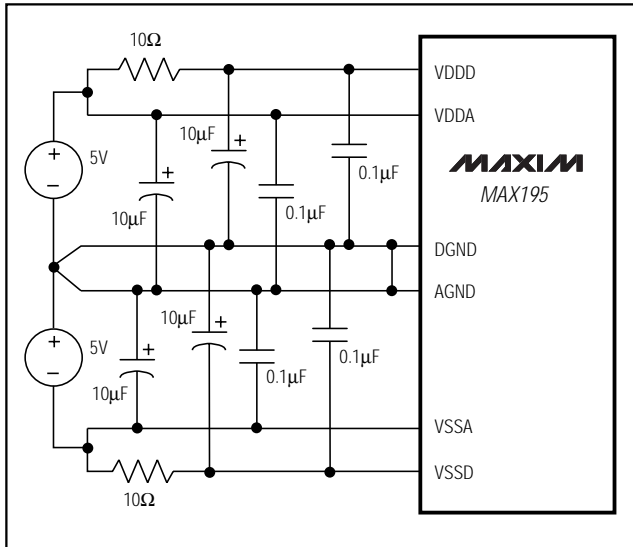 10Ω
VDDD
VDDA
10µF
+
+
5V
−
+
0.1µF
MAXIM
MAX195
10µF
0.1µF
DGND
AGND
10µF
+
+
+
5V
−
0.1µF
10µF
0.1µF
VSSA
VSSD
10Ω